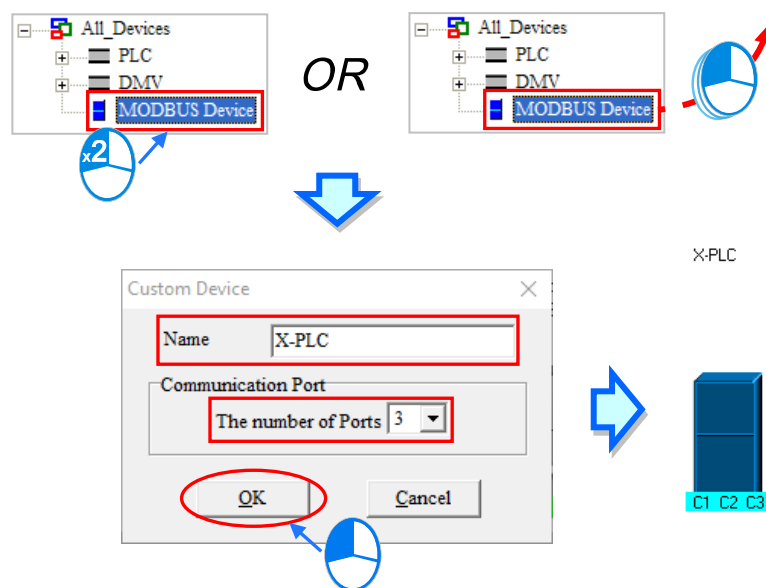 All_Devices
PLC
DMV
MODBUS Device
x2
OR
All_Devices
PLC
DMV
MODBUS Device
X-PLC
Custom Device
Name X-PLC
Communication Port
The number of Ports 3
OK Cancel
C1 C2 C3